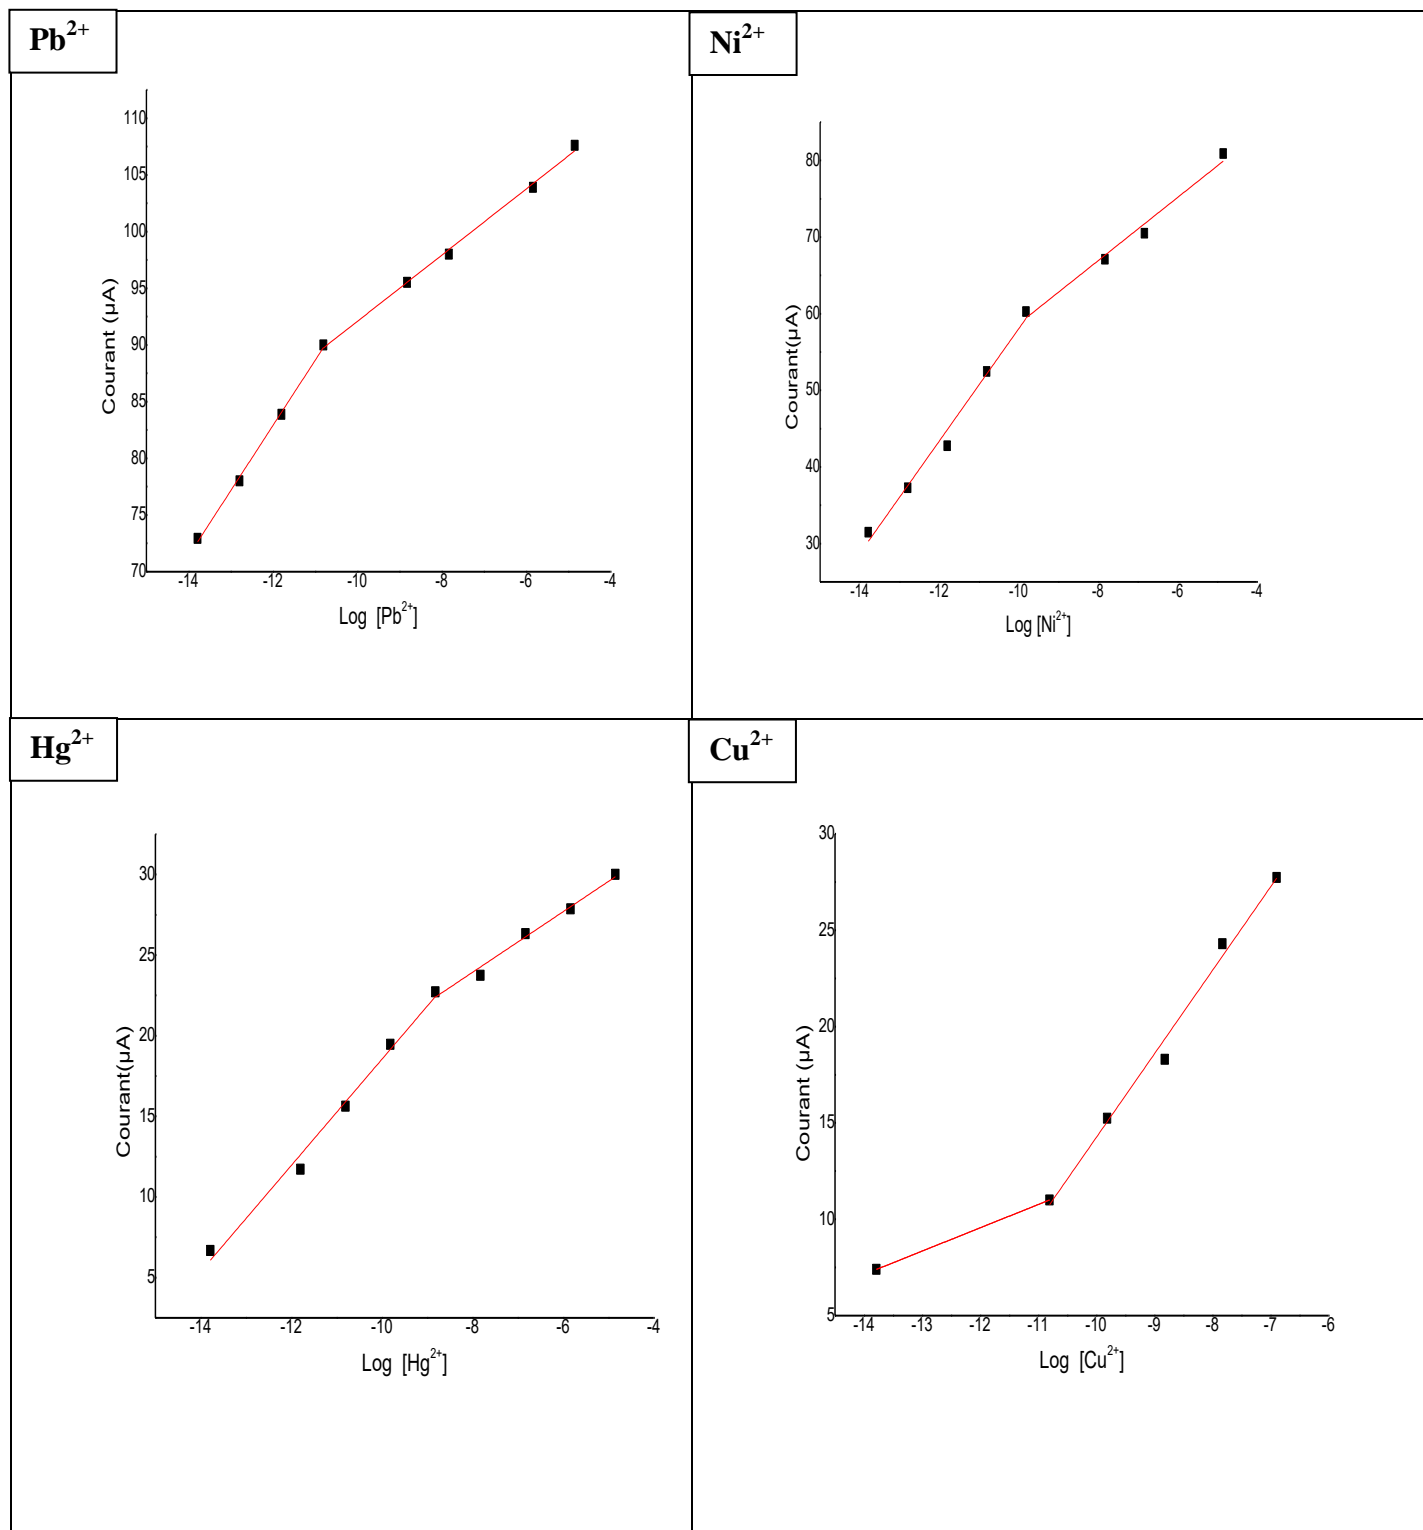 Pb²⁺
110
105
100
95
90
85
80
75
70
Courant (µA)
-14 -12 -10 -8 -6 -4
Log [Pb²⁺]
Ni²⁺
80
70
60
50
40
30
Courant(µA)
-14 -12 -10 -8 -6 -4
Log [Ni²⁺]
Hg²⁺
30
25
20
15
10
5
Courant(µA)
-14 -12 -10 -8 -6 -4
Log [Hg²⁺]
Cu²⁺
30
25
20
15
10
5
Courant (µA)
-14 -13 -12 -11 -10 -9 -8 -7 -6
Log [Cu²⁺]